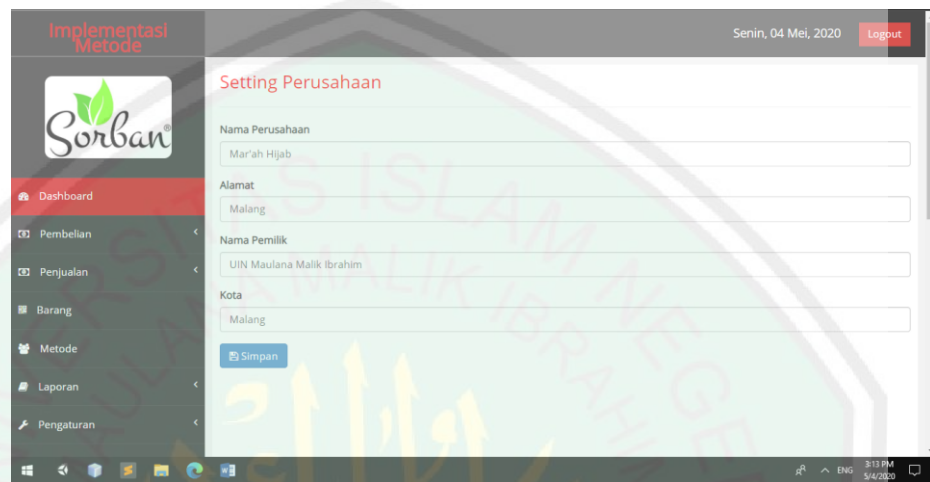 Implementasi
Metode
Senin, 04 Mei, 2020
Logout
Sorban®
Setting Perusahaan
Nama Perusahaan
Mar'ah Hijab
Alamat
Malang
Nama Pemilik
UIN Maulana Malik Ibrahim
Kota
Malang
Simpan
Dashboard
Pembelian
Penjualan
Barang
Metode
Laporan
Pengaturan
ENG
3:13 PM
5/4/2020